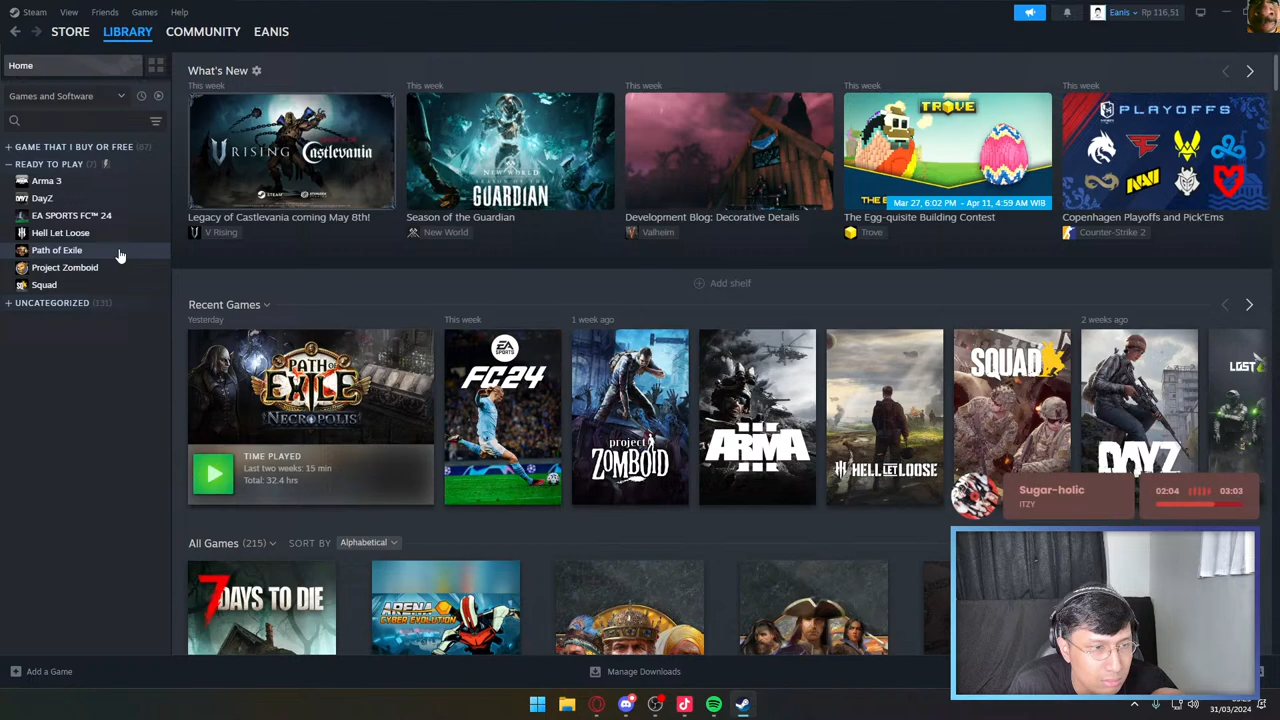 Steam View Friends Games Help
Eanis Rp 116,51
STORE LIBRARY COMMUNITY EANIS
Home
Games and Software
GAME THAT I BUY OR FREE (87)
READY TO PLAY (7)
Arma 3
DayZ
EA SPORTS FC™ 24
Hell Let Loose
Path of Exile
Project Zomboid
Squad
UNCATEGORIZED (131)
What's New
This week This week This week This week This week
V RISING Castlevania
NEW WORLD
SEASON OF THE
GUARDIAN
TROVE
Mar 27, 6:02 PM - Apr 11, 4:59 AM WIB
PLAYOFFS
Legacy of Castlevania coming May 8th! Season of the Guardian Development Blog: Decorative Details The Egg-quisite Building Contest Copenhagen Playoffs and Pick'Ems
V Rising New World Valheim Trove Counter-Strike 2
Add shelf
Recent Games
Yesterday This week 1 week ago 2 weeks ago
PATH OF
EXILE
NECROPOLIS
TIME PLAYED
Last two weeks: 15 min
Total: 32.4 hrs
EA
SPORTS
FC24
project
ZOMBOID
ARMA
HELL LET LOOSE
SQUAD
DAYZ
LOST
Sugar-holic
ITZY
02:04 03:03
All Games (215) SORT BY Alphabetical
7
DAYS TO DIE
ARENA
CYBER EVOLUTION
Add a Game
Manage Downloads
31/03/2024